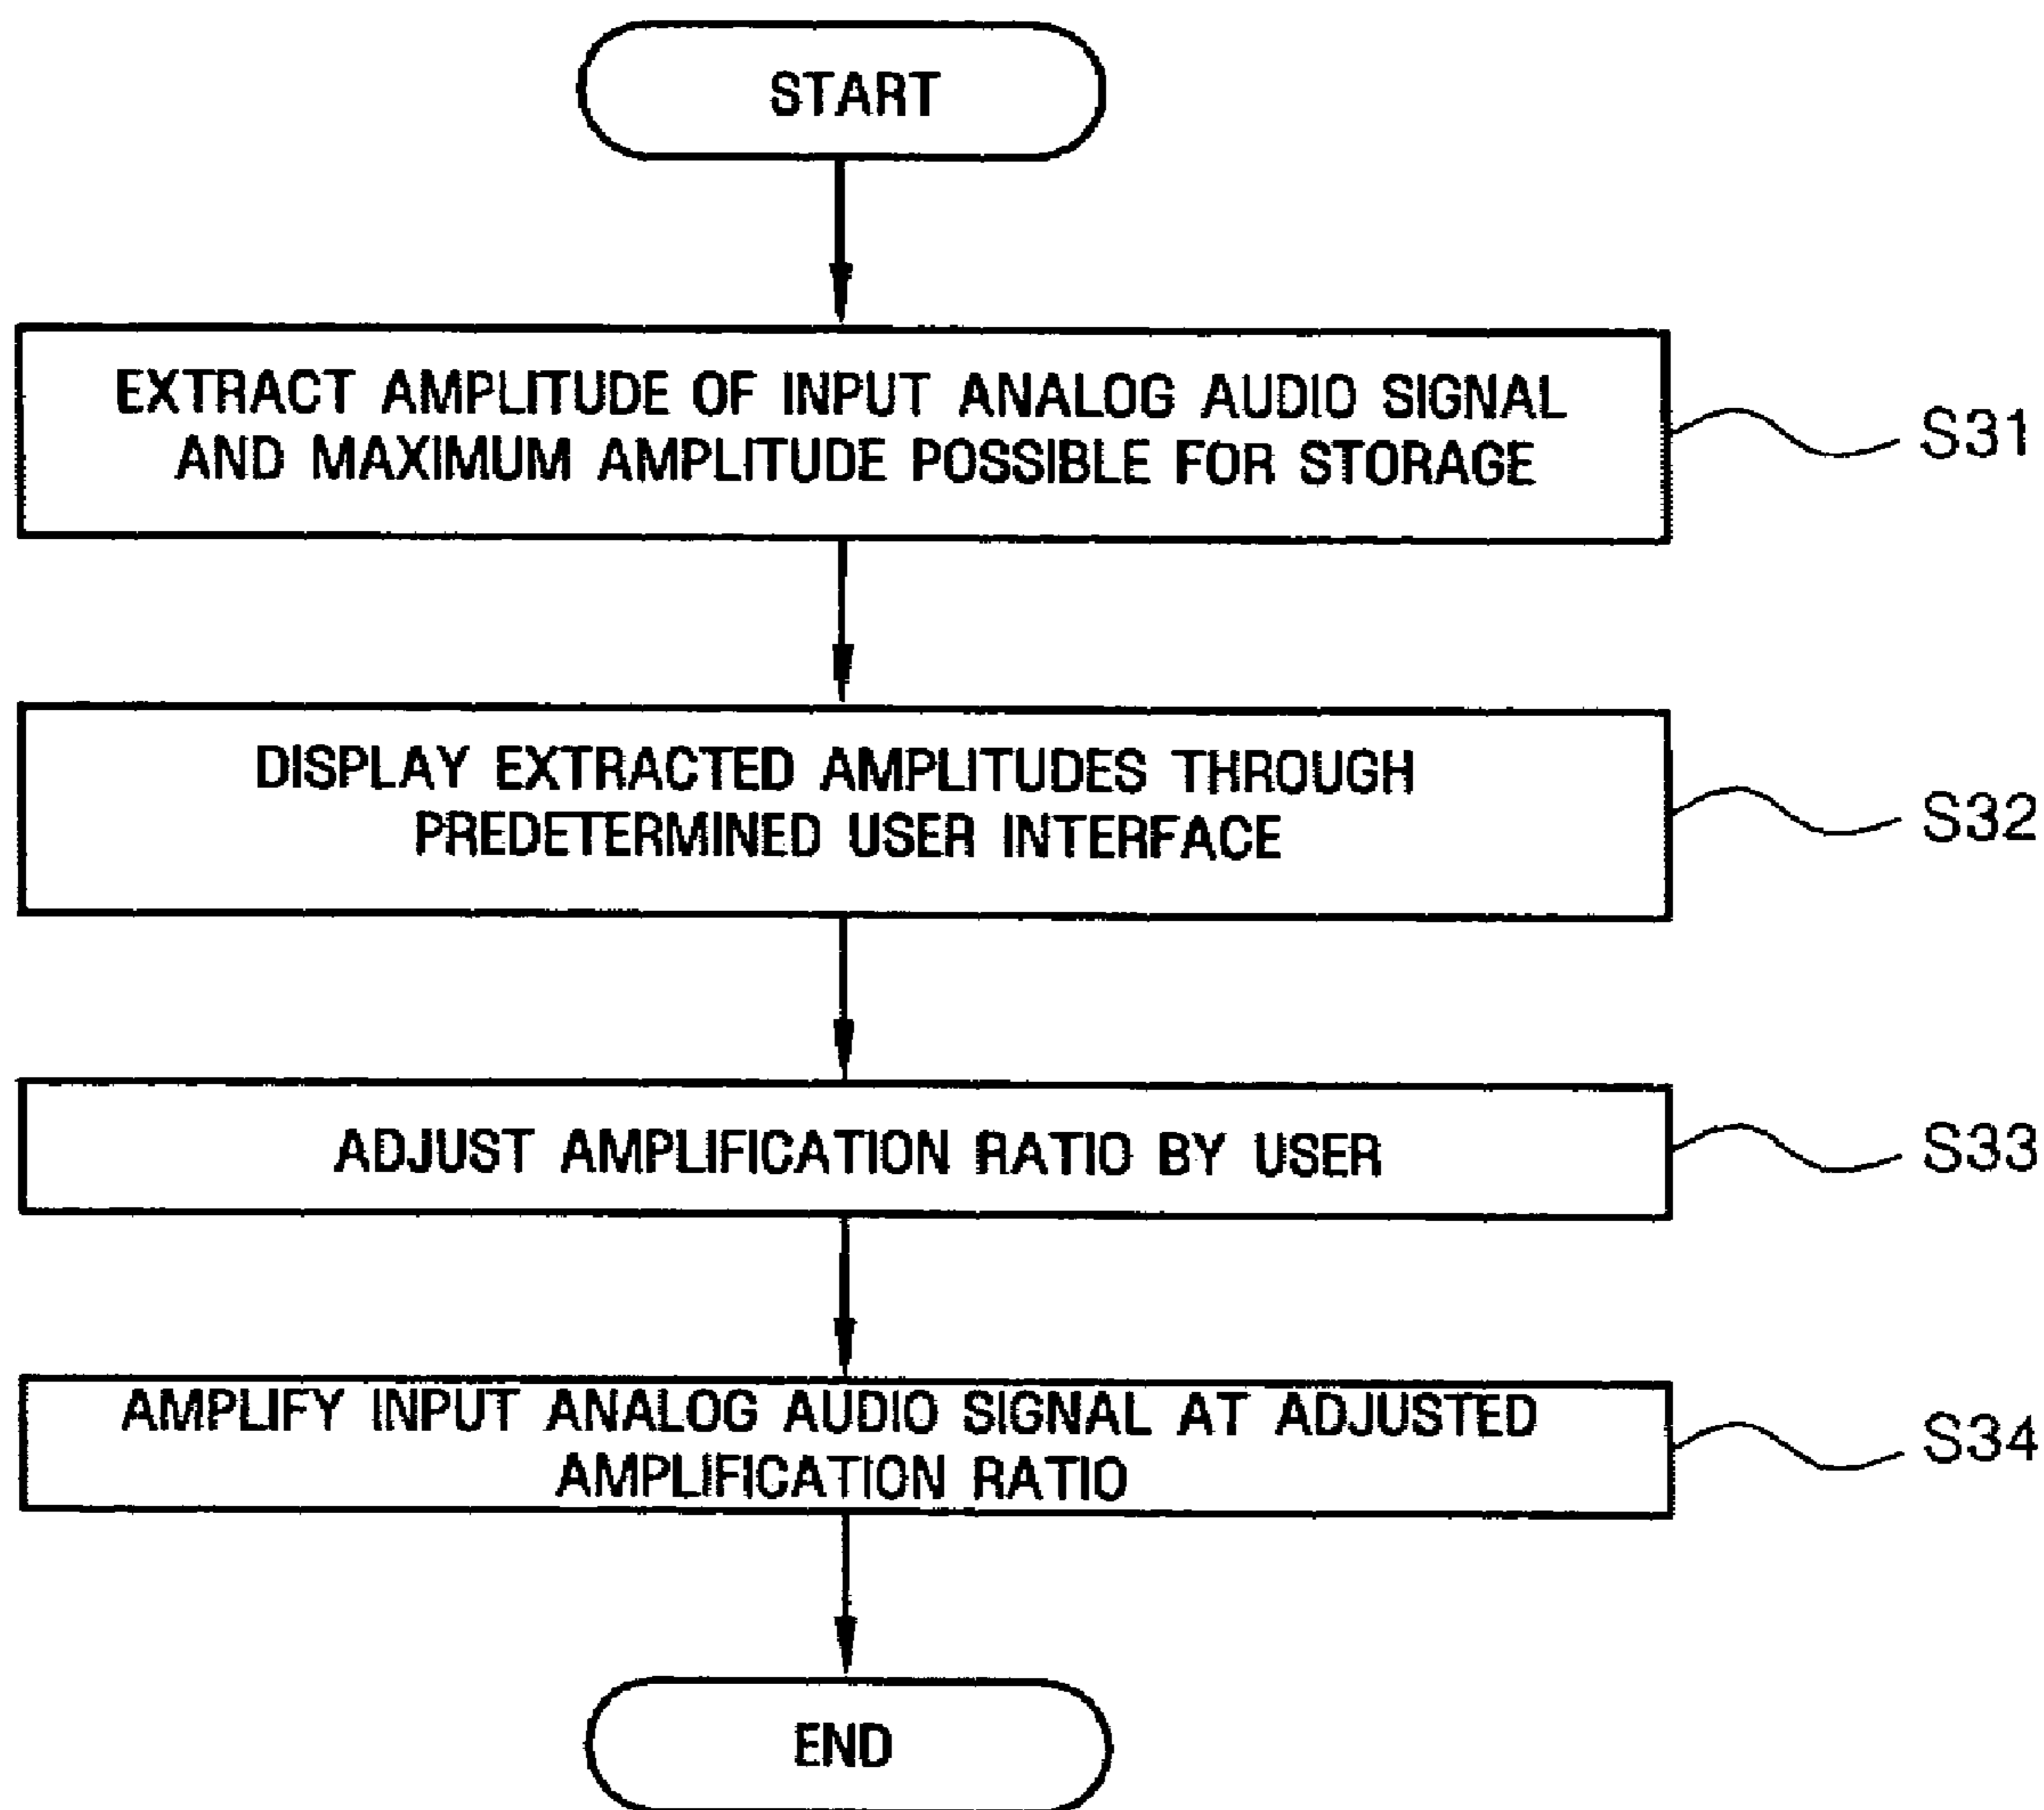 START
EXTRACT AMPLITUDE OF INPUT ANALOG AUDIO SIGNAL
AND MAXIMUM AMPLITUDE POSSIBLE FOR STORAGE
S31
DISPLAY EXTRACTED AMPLITUDES THROUGH
PREDETERMINED USER INTERFACE
S32
ADJUST AMPLIFICATION RATIO BY USER
S33
AMPLIFY INPUT ANALOG AUDIO SIGNAL AT ADJUSTED
AMPLIFICATION RATIO
S34
END